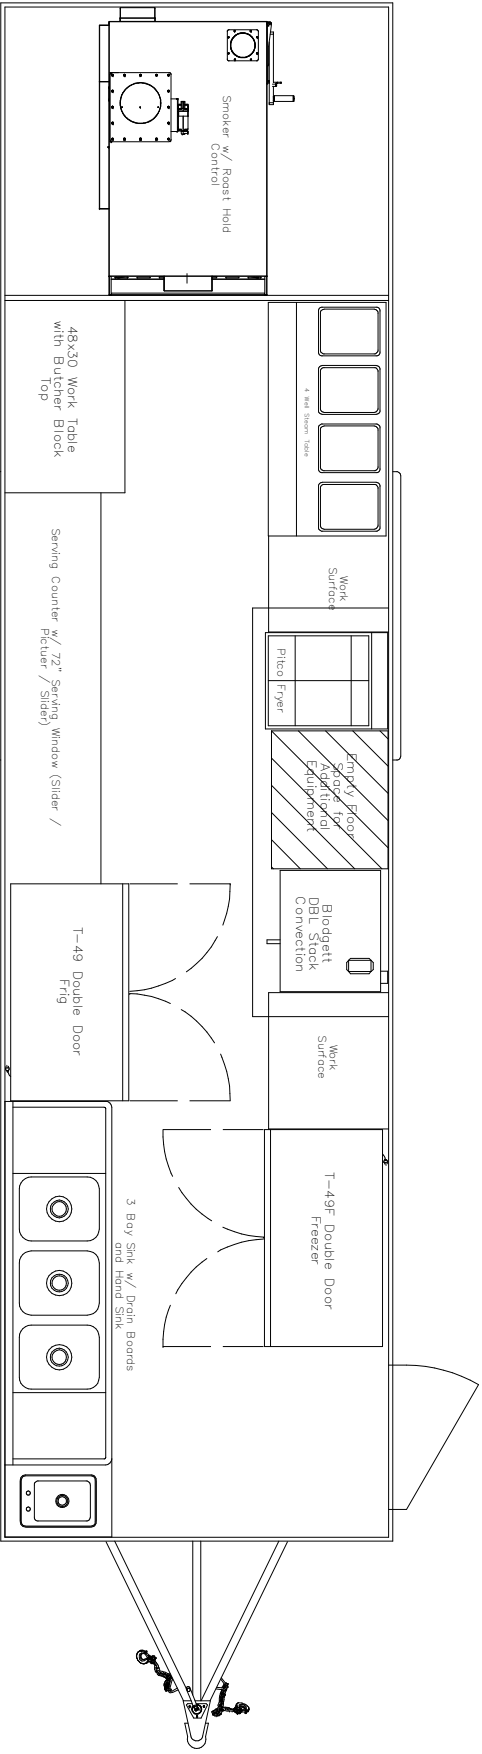 Smoker w/ Roast Hold
Control
48x30 Work Table
with Butcher Block
Top
4 Well Steam Table
Work
Surface
Serving Counter w/ 72" Serving Window (Slider /
Pictuer / Slider)
Pitco Fryer
Empty Floor
Space for
Additional
Equipment
Blodgett
DBL Stack
Convection
T-49 Double Door
Frig
Work
Surface
T-49F Double Door
Freezer
3 Bay Sink w/ Drain Boards
and Hand Sink